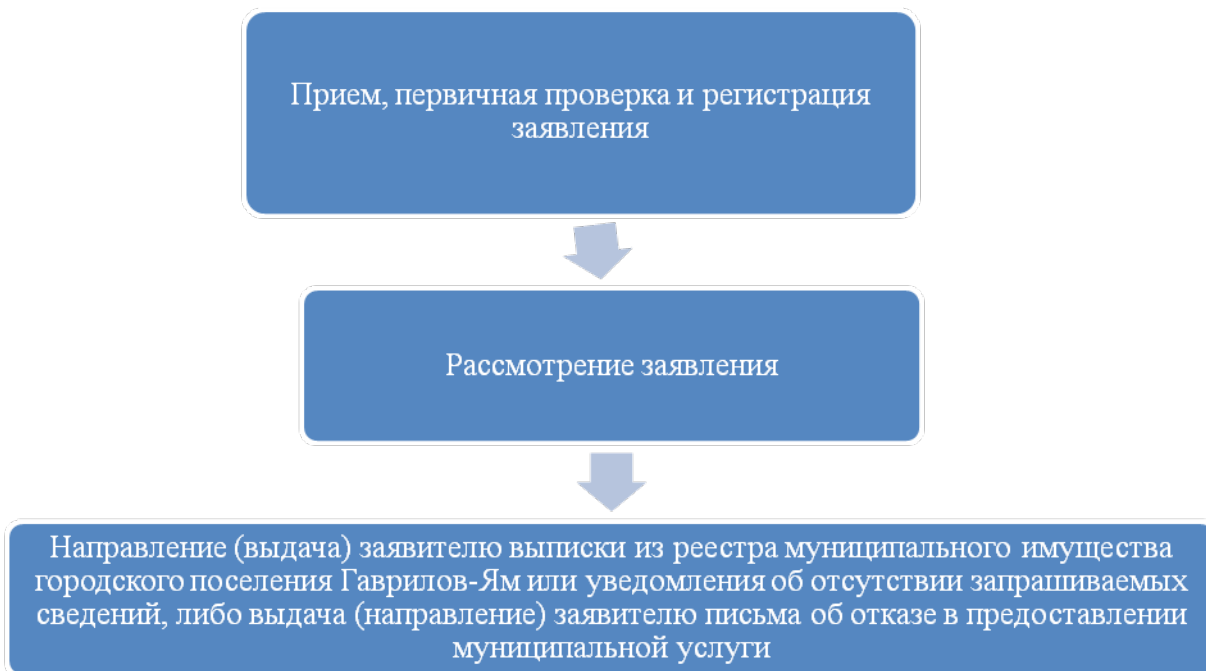 Прием, первичная проверка и регистрация
заявления
Рассмотрение заявления
Направление (выдача) заявителю выписки из реестра муниципального имущества
городского поселения Гаврилов-Ям или уведомления об отсутствии запрашиваемых
сведений, либо выдача (направление) заявителю письма об отказе в предоставлении
муниципальной услуги